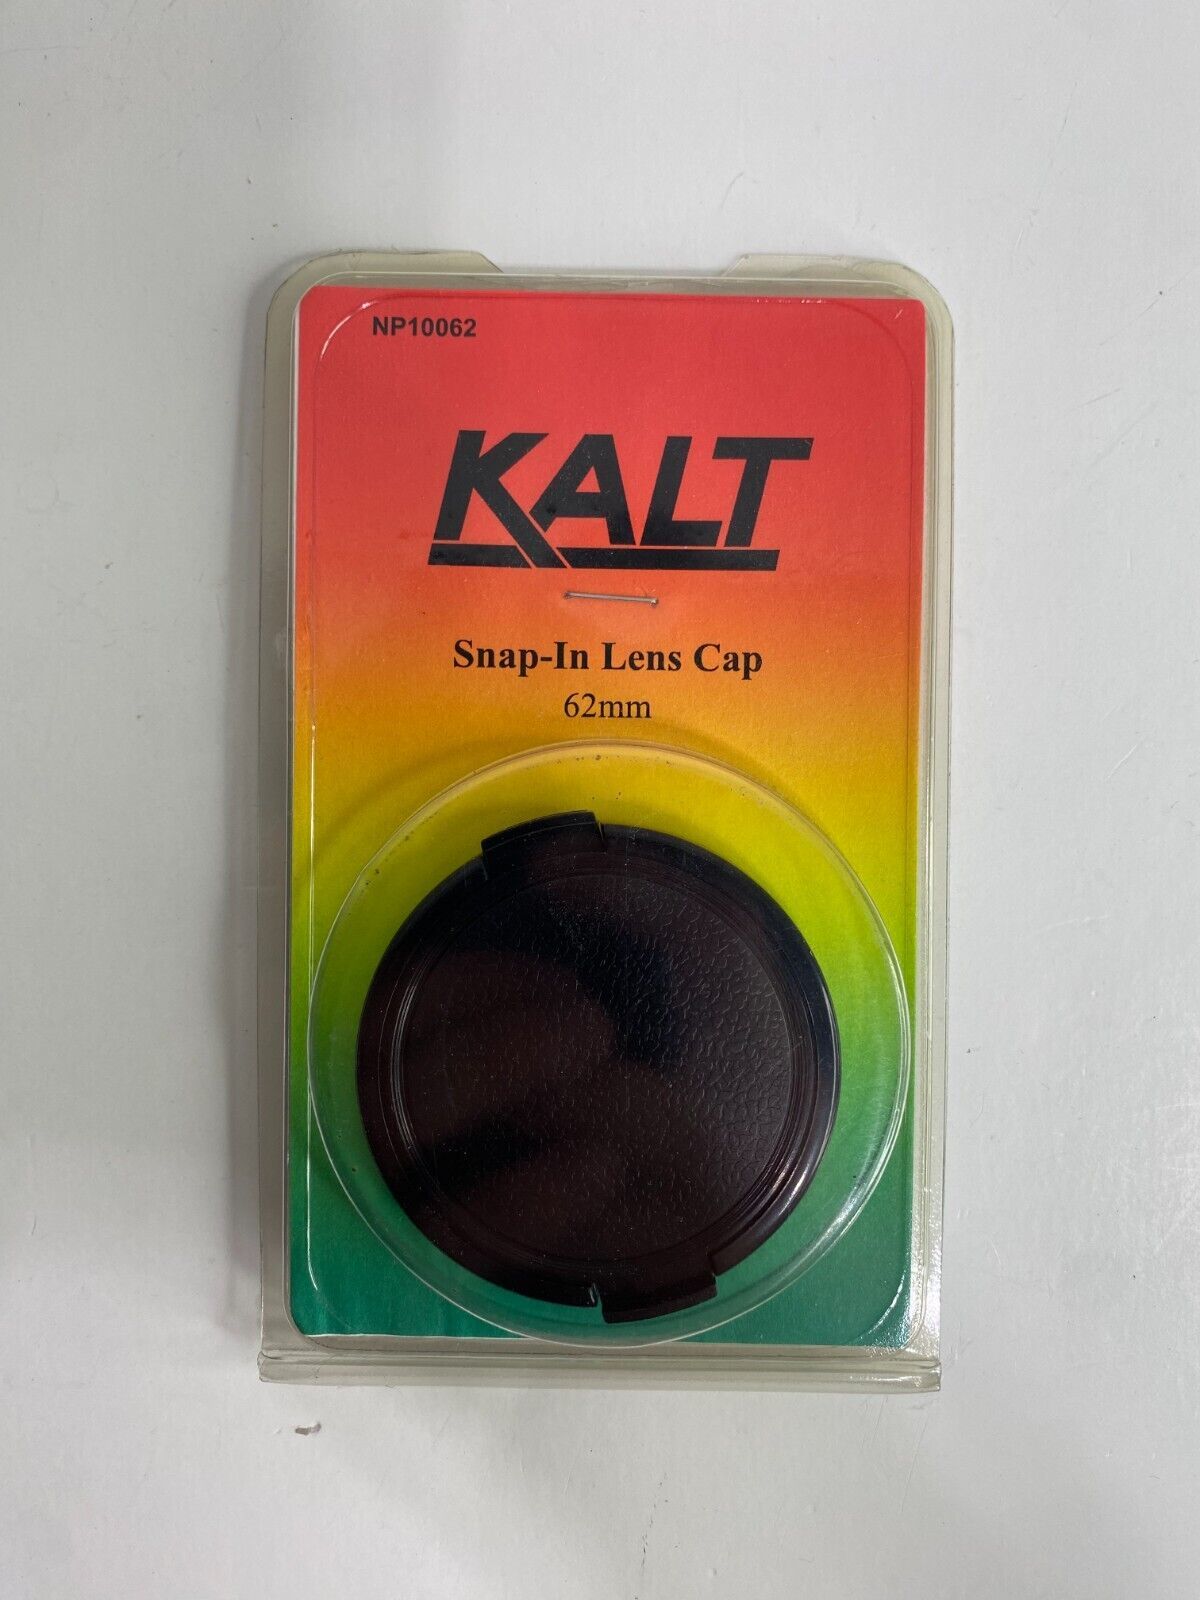 NP10062
KALT
Snap-In Lens Cap
62mm